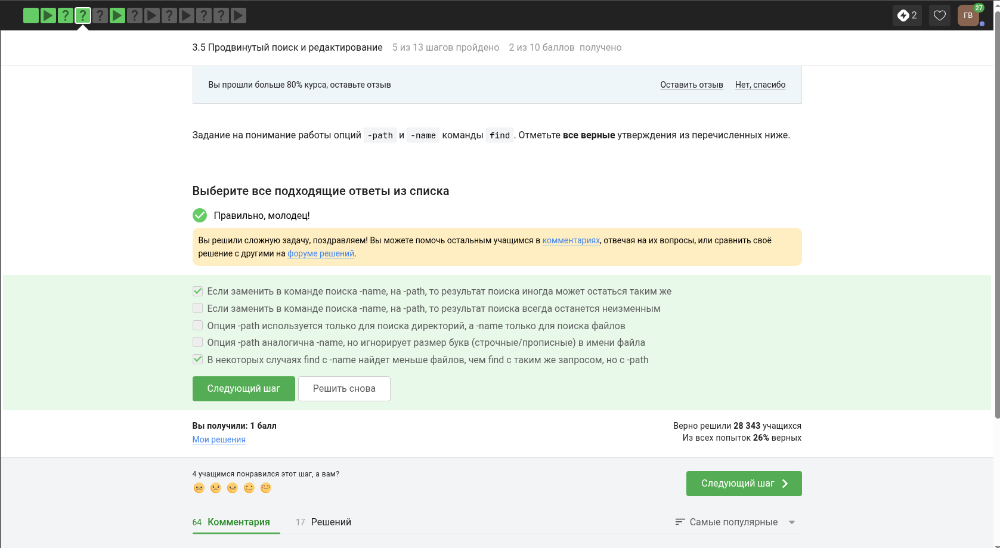 ? ? ? ? ? ? ?
2
ГВ
27
3.5 Продвинутый поиск и редактирование 5 из 13 шагов пройдено 2 из 10 баллов получено
Вы прошли больше 80% курса, оставьте отзыв
Оставить отзыв Нет, спасибо
Задание на понимание работы опций -path и -name команды find. Отметьте все верные утверждения из перечисленных ниже.
Выберите все подходящие ответы из списка
Правильно, молодец!
Вы решили сложную задачу, поздравляем! Вы можете помочь остальным учащимся в комментариях, отвечая на их вопросы, или сравнить своё
решение с другими на форуме решений.
Если заменить в команде поиска -name, на -path, то результат поиска иногда может остаться таким же
Если заменить в команде поиска -name, на -path, то результат поиска всегда останется неизменным
Опция -path используется только для поиска директорий, а -name только для поиска файлов
Опция -path аналогична -name, но игнорирует размер букв (строчные/прописные) в имени файла
В некоторых случаях find с -name найдет меньше файлов, чем find с таким же запросом, но с -path
Следующий шаг Решить снова
Вы получили: 1 балл
Мои решения
Верно решили 28 343 учащихся
Из всех попыток 26% верных
4 учащимся понравился этот шаг, а вам?
Следующий шаг
64 Комментария 17 Решений
Самые популярные